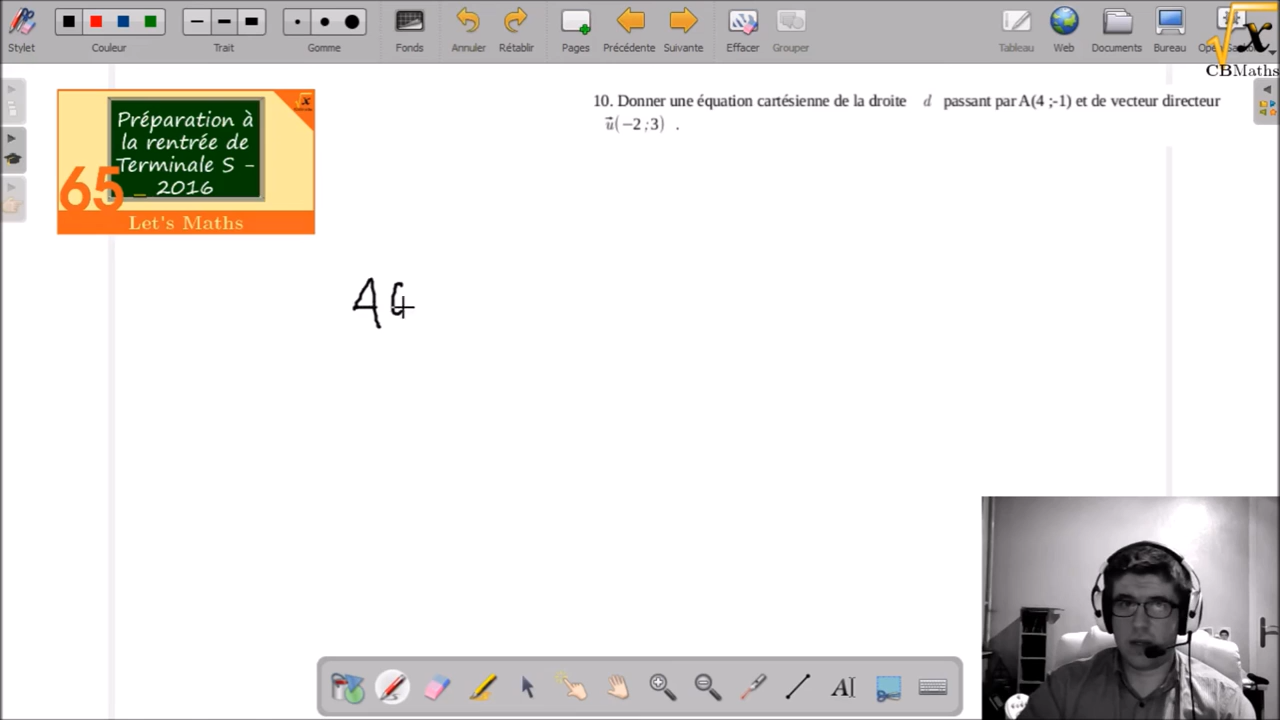 Stylet
Couleur
Trait
Gomme
Fonds
Annuler
Rétablir
Pages
Précédente
Suivante
Effacer
Grouper
Tableau
Web
Documents
Bureau
CBMaths
Préparation à
la rentrée de
Terminale S -
65 _ 2016
Let's Maths
10. Donner une équation cartésienne de la droite d passant par A(4 ;-1) et de vecteur directeur
u⃗(−2 ;3) .
A